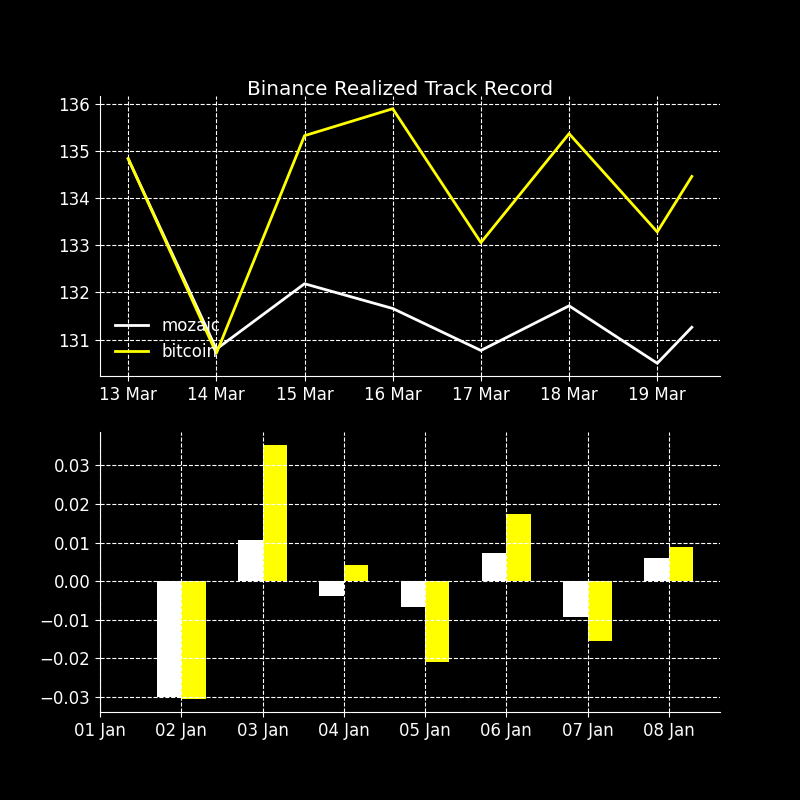 Binance Realized Track Record
136
135
134
133
132
131
mozaic
bitcoin
13 Mar 14 Mar 15 Mar 16 Mar 17 Mar 18 Mar 19 Mar
0.03
0.02
0.01
0.00
−0.01
−0.02
−0.03
01 Jan 02 Jan 03 Jan 04 Jan 05 Jan 06 Jan 07 Jan 08 Jan